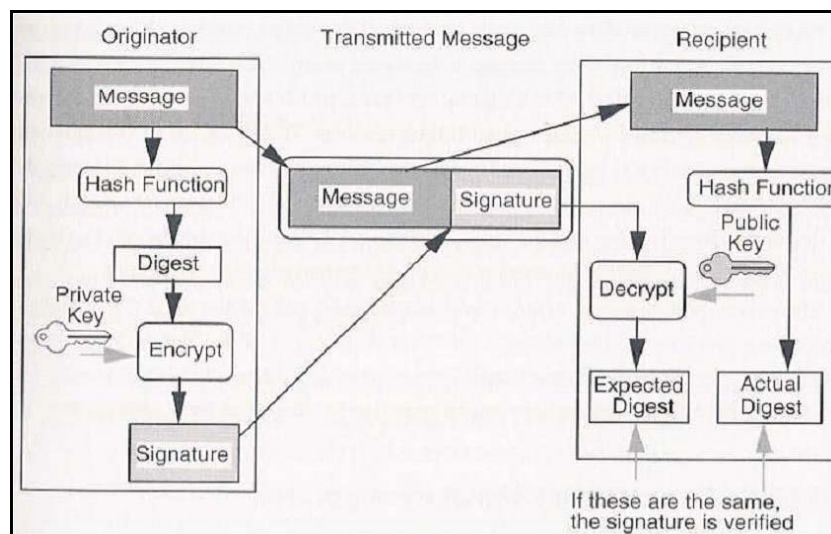 Originator
Transmitted Message
Recipient
Message
Message
Hash Function
Message
Signature
Hash Function
Digest
Public
Key
Private
Key
Decrypt
Encrypt
Expected
Digest
Actual
Digest
Signature
If these are the same,
the signature is verified